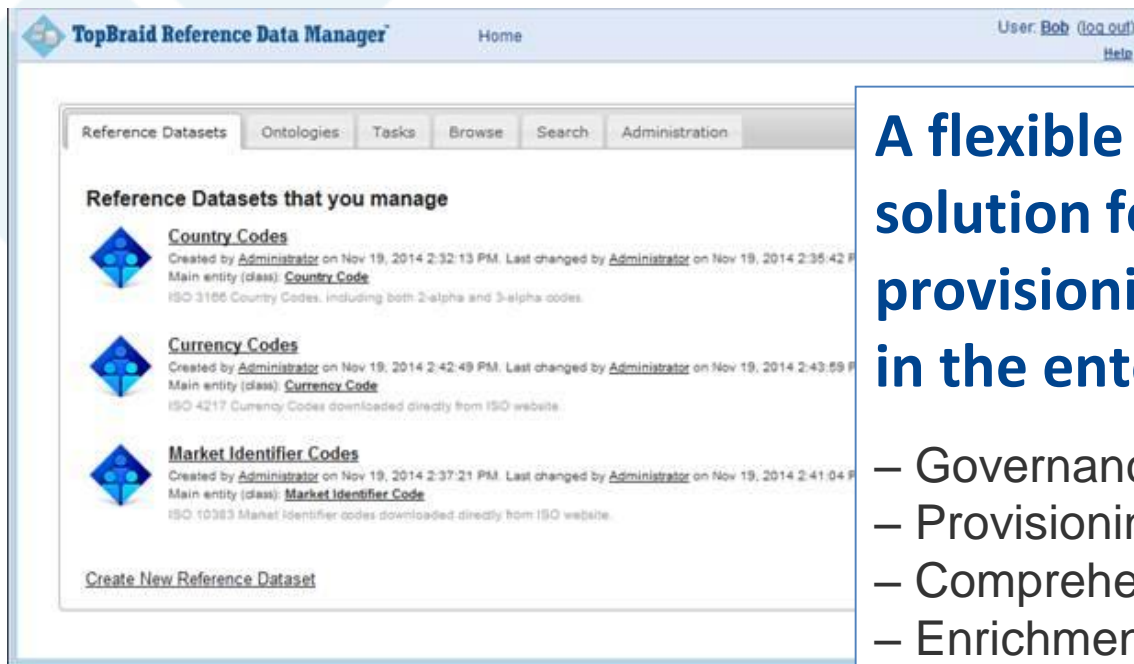 TopBraid Reference Data Manager™
Home
User: Bob (log out)
Help
Reference Datasets
Ontologies
Tasks
Browse
Search
Administration
Reference Datasets that you manage
Country Codes
Created by Administrator on Nov 19, 2014 2:32:13 PM. Last changed by Administrator on Nov 19, 2014 2:35:42 P
Main entity (class): Country Code
ISO 3166 Country Codes, including both 2-alpha and 3-alpha codes.
Currency Codes
Created by Administrator on Nov 19, 2014 2:42:49 PM. Last changed by Administrator on Nov 19, 2014 2:43:59 P
Main entity (class): Currency Code
ISO 4217 Currency Codes downloaded directly from ISO website.
Market Identifier Codes
Created by Administrator on Nov 19, 2014 2:37:21 PM. Last changed by Administrator on Nov 19, 2014 2:41:04 P
Main entity (class): Market Identifier Code
ISO 10383 Market Identifier codes downloaded directly from ISO website.
Create New Reference Dataset
A flexible
solution f
provisioni
in the ent
– Governanc
– Provisionin
– Comprehe
– Enrichmen